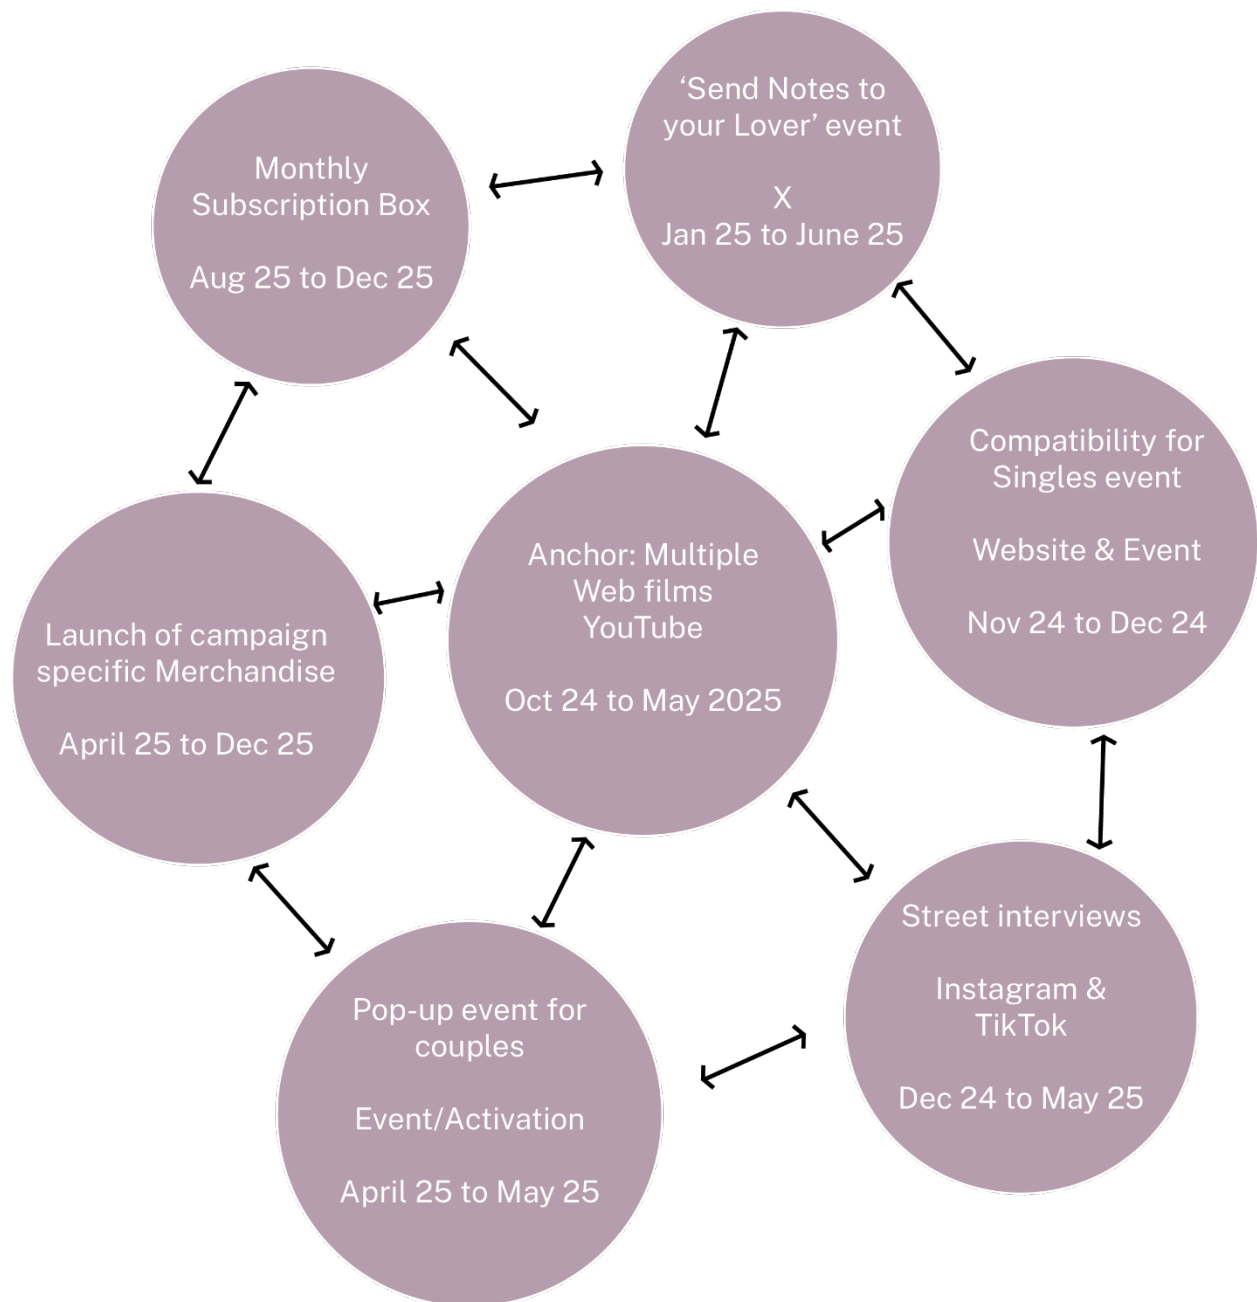 ‘Send Notes to
your Lover’ event
X
Jan 25 to June 25
Monthly
Subscription Box
Aug 25 to Dec 25
Compatibility for
Singles event
Website & Event
Nov 24 to Dec 24
Anchor: Multiple
Web films
YouTube
Oct 24 to May 2025
Launch of campaign
specific Merchandise
April 25 to Dec 25
Street interviews
Instagram &
TikTok
Dec 24 to May 25
Pop-up event for
couples
Event/Activation
April 25 to May 25